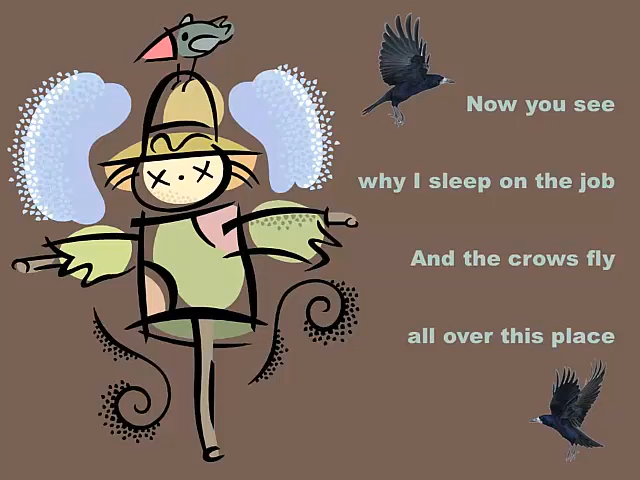 Now you see
why I sleep on the job
And the crows fly
all over this place